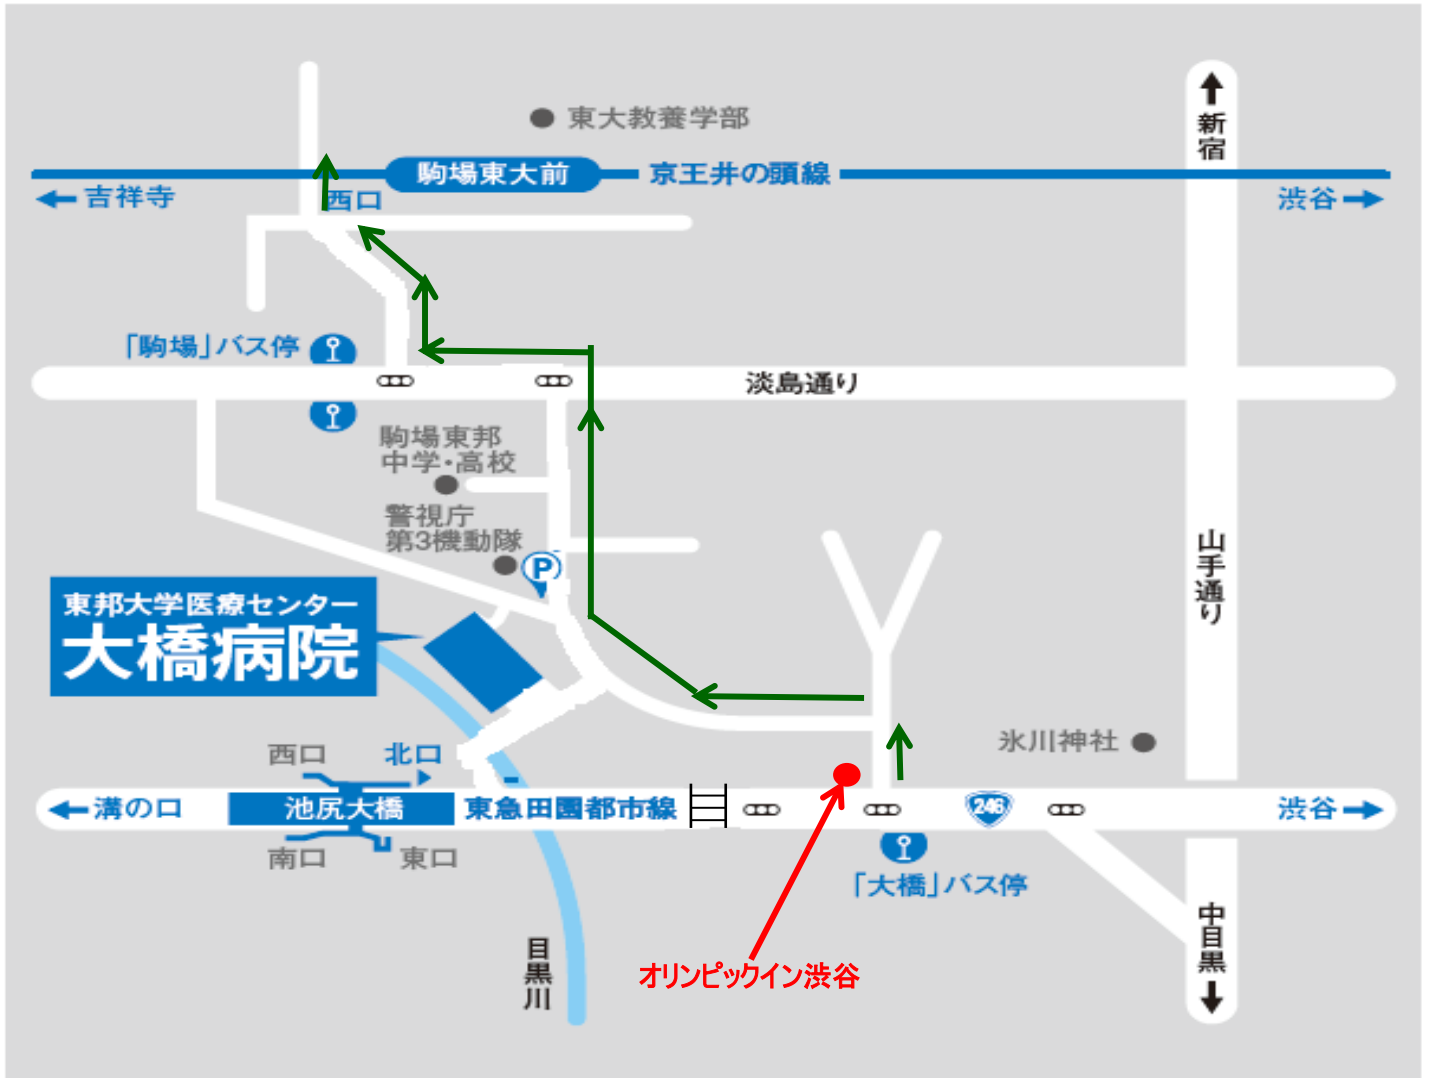 東大教養学部
新宿
駒場東大前
京王井の頭線
吉祥寺
西口
渋谷
「駒場」バス停
淡島通り
駒場東邦
中学・高校
警視庁
第3機動隊
P
山手通り
東邦大学医療センター
大橋病院
氷川神社
西口
北口
溝の口
池尻大橋
東急田園都市線
246
渋谷
南口
東口
「大橋」バス停
中目黒
目黒川
オリンピックイン渋谷